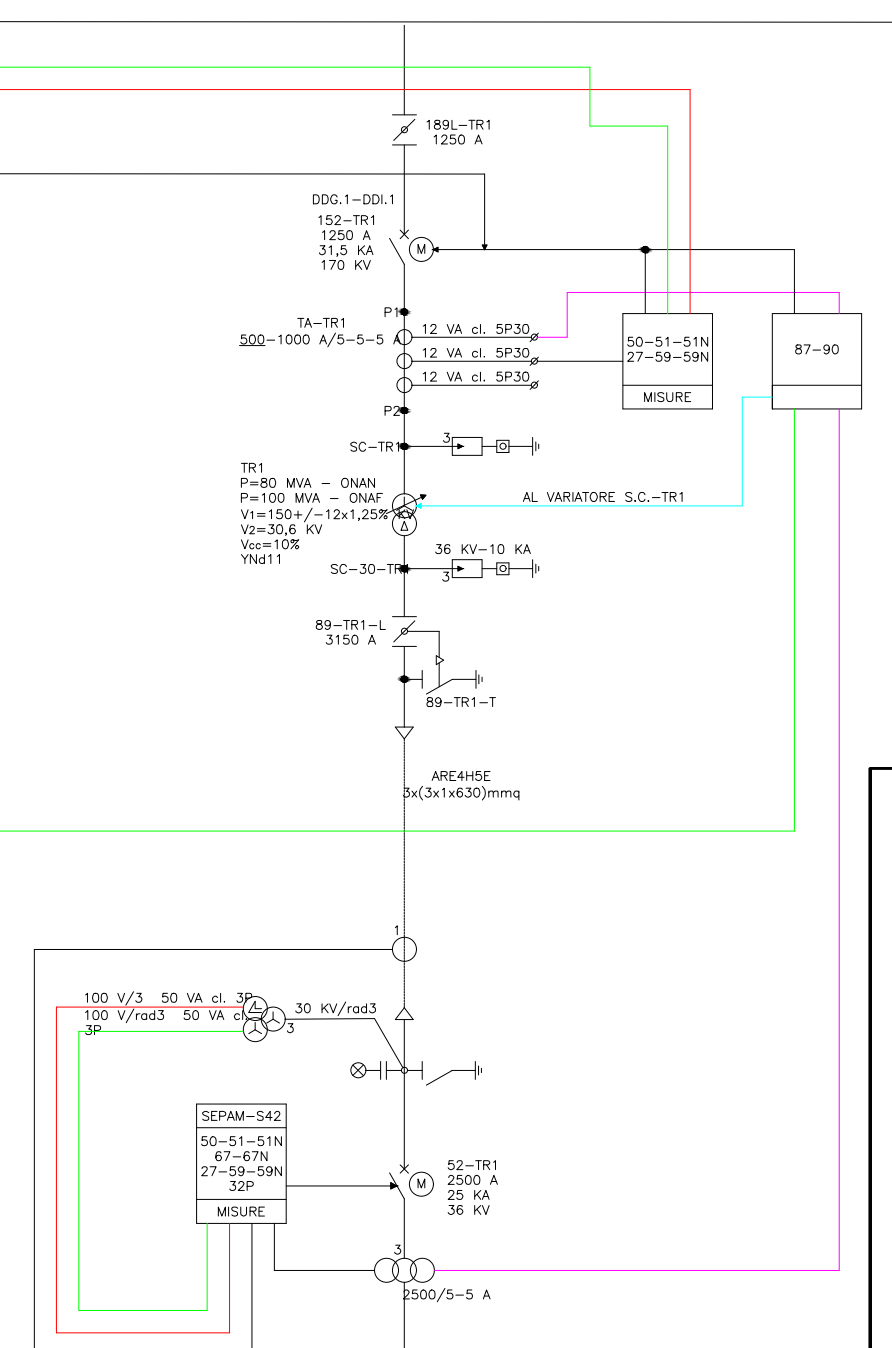 189L-TR1
1250 A
DDG.1-DDI.1
152-TR1
1250 A
31,5 KA
170 KV
M
P1
TA-TR1
500-1000 A/5-5-5 A
12 VA cl. 5P30
12 VA cl. 5P30
12 VA cl. 5P30
50-51-51N
27-59-59N
MISURE
87-90
P2
SC-TR1
3
TR1
P=80 MVA - ONAN
P=100 MVA - ONAF
V1=150+/-12x1,25% KV
V2=30,6 KV
Vcc=10%
YNd11
AL VARIATORE S.C.-TR1
36 KV-10 KA
SC-30-TR1
3
89-TR1-L
3150 A
89-TR1-T
ARE4H5E
3x(3x1x630)mmq
1
100 V/3 50 VA cl. 3P
100 V/rad3 50 VA cl.
3P
3
30 KV/rad3
SEPAM-S42
50-51-51N
67-67N
27-59-59N
32P
MISURE
M
52-TR1
2500 A
25 KA
36 KV
3
2500/5-5 A